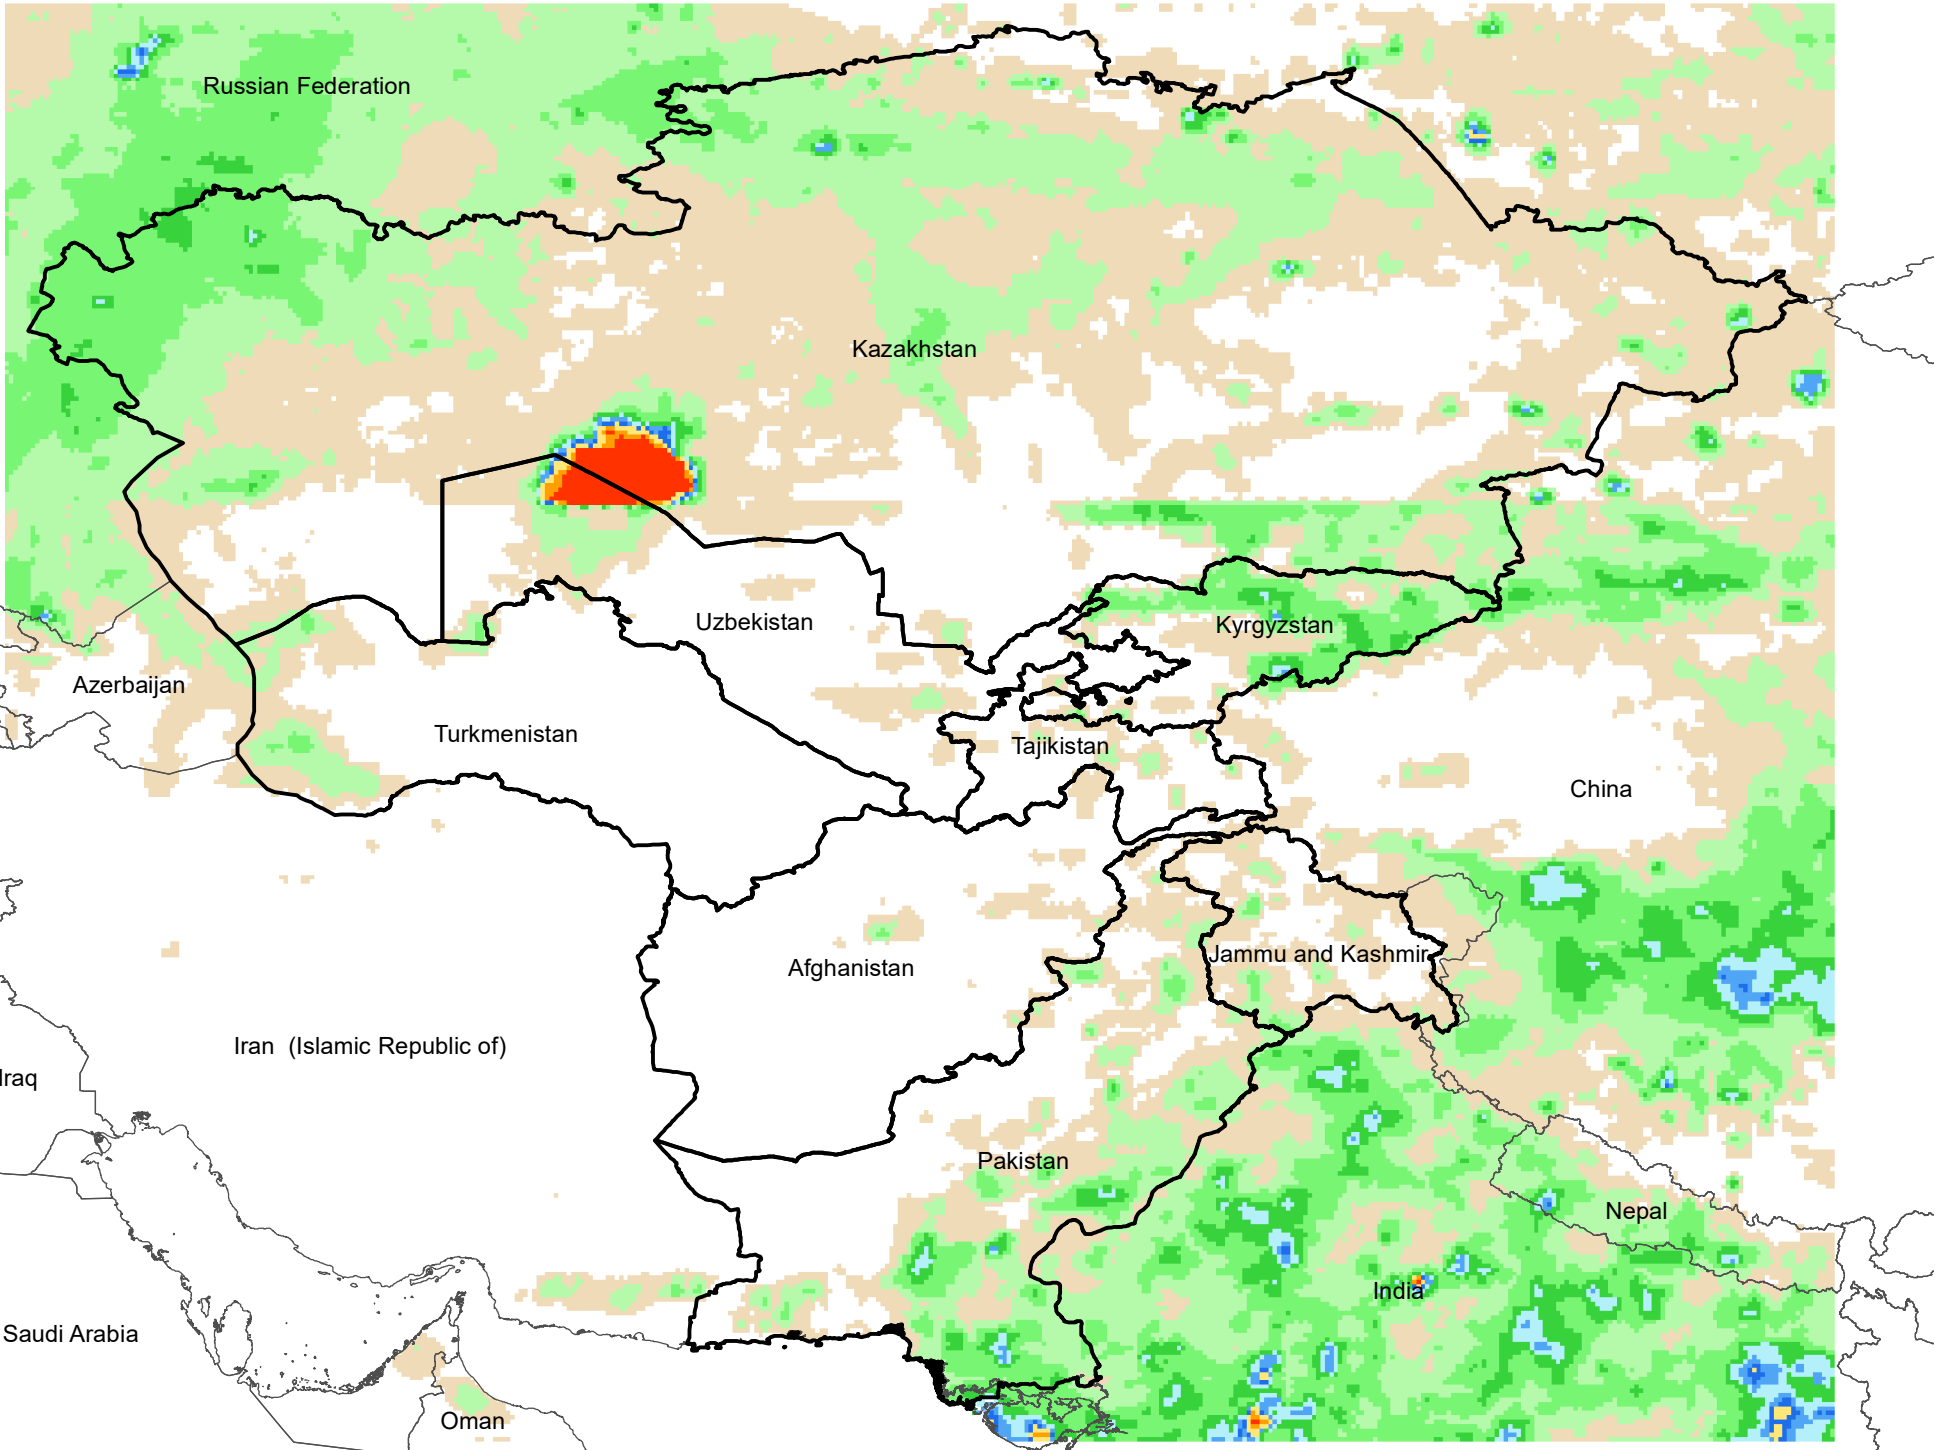 Russian Federation
Kazakhstan
Uzbekistan
Kyrgyzstan
Azerbaijan
Turkmenistan
Tajikistan
China
Afghanistan
Jammu and Kashmir
Iran  (Islamic Republic of)
Iraq
Pakistan
Nepal
India
Saudi Arabia
Oman